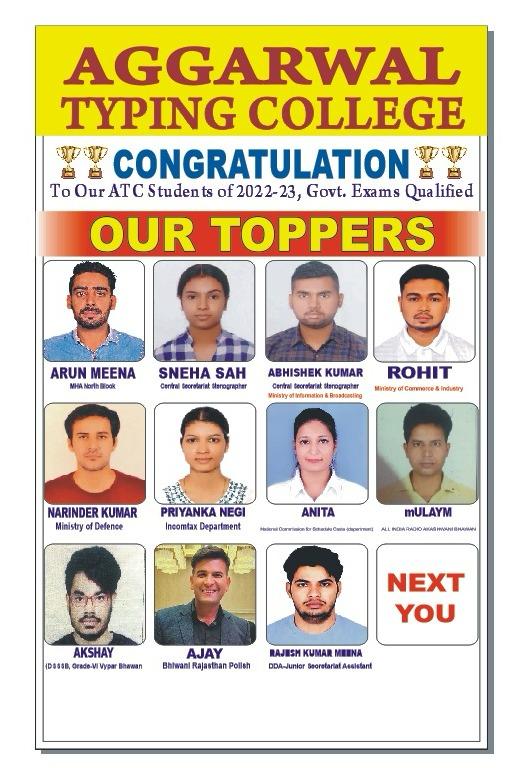 AGGARWAL
TYPING COLLEGE
CONGRATULATION
To Our ATC Students of 2022-23, Govt. Exams Qualified
OUR TOPPERS
ARUN MEENA
MHA North Blook
SNEHA SAH
Central Secretariat Stenographer
ABHISHEK KUMAR
Central Secretariat Stenographer
Ministry of Information & Broadcasting
ROHIT
Ministry of Commerce & Industry
NARINDER KUMAR
Ministry of Defence
PRIYANKA NEGI
Incomtax Department
ANITA
National Commission for Schedule Casts (department)
mULAYM
ALL INDIA RADIO AKASHWANI BHAWAN
AKSHAY
(DSSSB, Grade-VI Vypar Bhawan
AJAY
Bhiwani Rajasthan Polish
RAJESH KUMAR MEENA
DDA-Junior Secretariat Assistant
NEXT
YOU